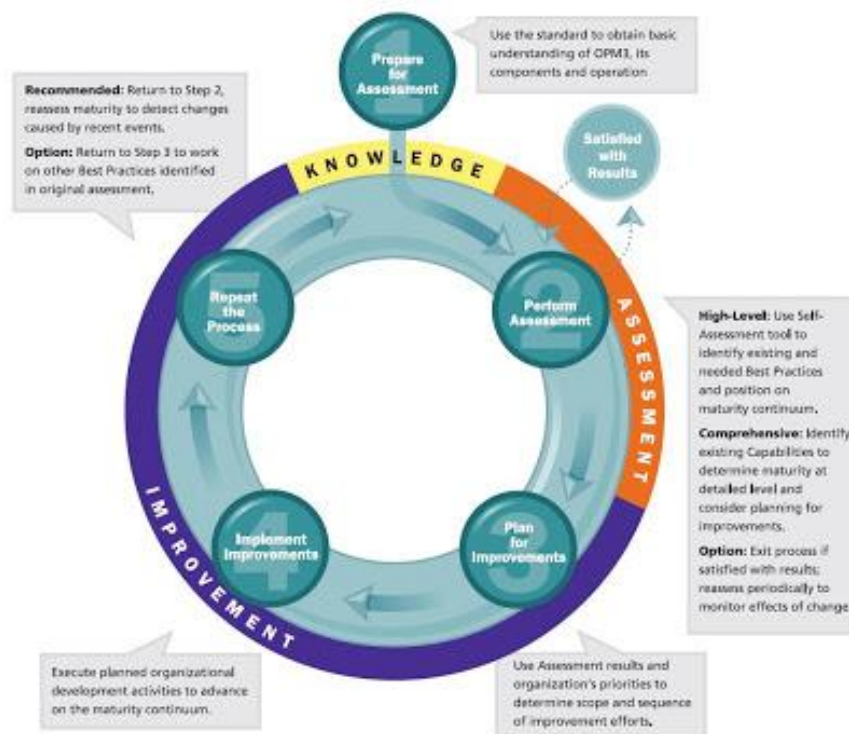 1
Prepare
for
Assessment
Use the standard to obtain basic
understanding of OPM3, its
components and operation
Recommended: Return to Step 2,
reassess maturity to detect changes
caused by recent events.
Option: Return to Step 3 to work
on other Best Practices identified
in original assessment.
Satisfied
with
Results
KNOWLEDGE
2
Perform
Assessment
ASSESSMENT
High-Level: Use Self-
Assessment tool to
identify existing and
needed Best Practices
and position on
maturity continuum.
Comprehensive: Identify
existing Capabilities to
determine maturity at
detailed level and
consider planning for
improvements.
Option: Exit process if
satisfied with results;
reassess periodically to
monitor effects of change
3
Plan
for
Improvements
Use Assessment results and
organization's priorities to
determine scope and sequence
of improvement efforts.
4
Implement
Improvements
IMPROVEMENT
Execute planned organizational
development activities to advance
on the maturity continuum.
5
Repeat
the
Process